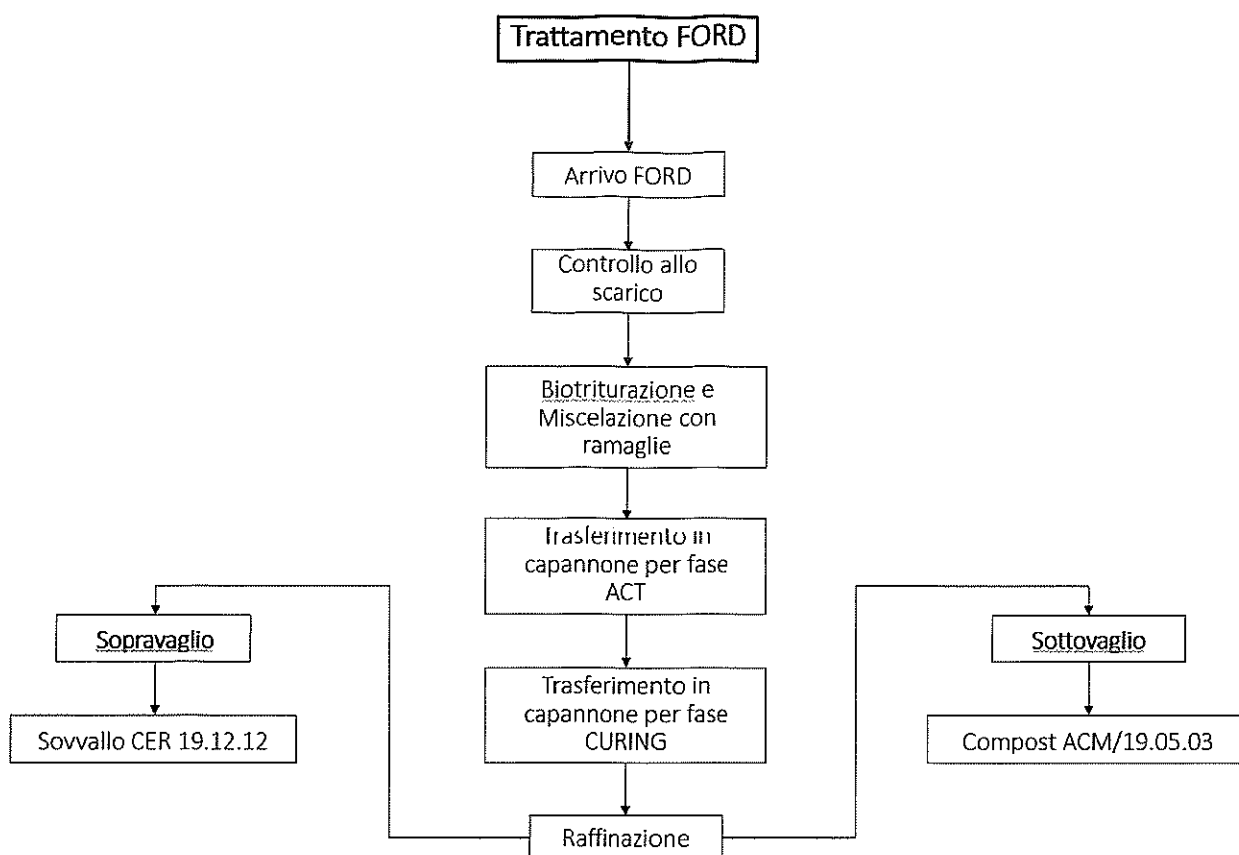 Trattamento FORD
Arrivo FORD
Controllo allo
scarico
Biotriturazione e
Miscelazione con
ramaglie
Trasferimento in
capannone per fase
ACT
Sopravaglio
Sottovaglio
Trasferimento in
capannone per fase
CURING
Sovvallo CER 19.12.12
Compost ACM/19.05.03
Raffinazione